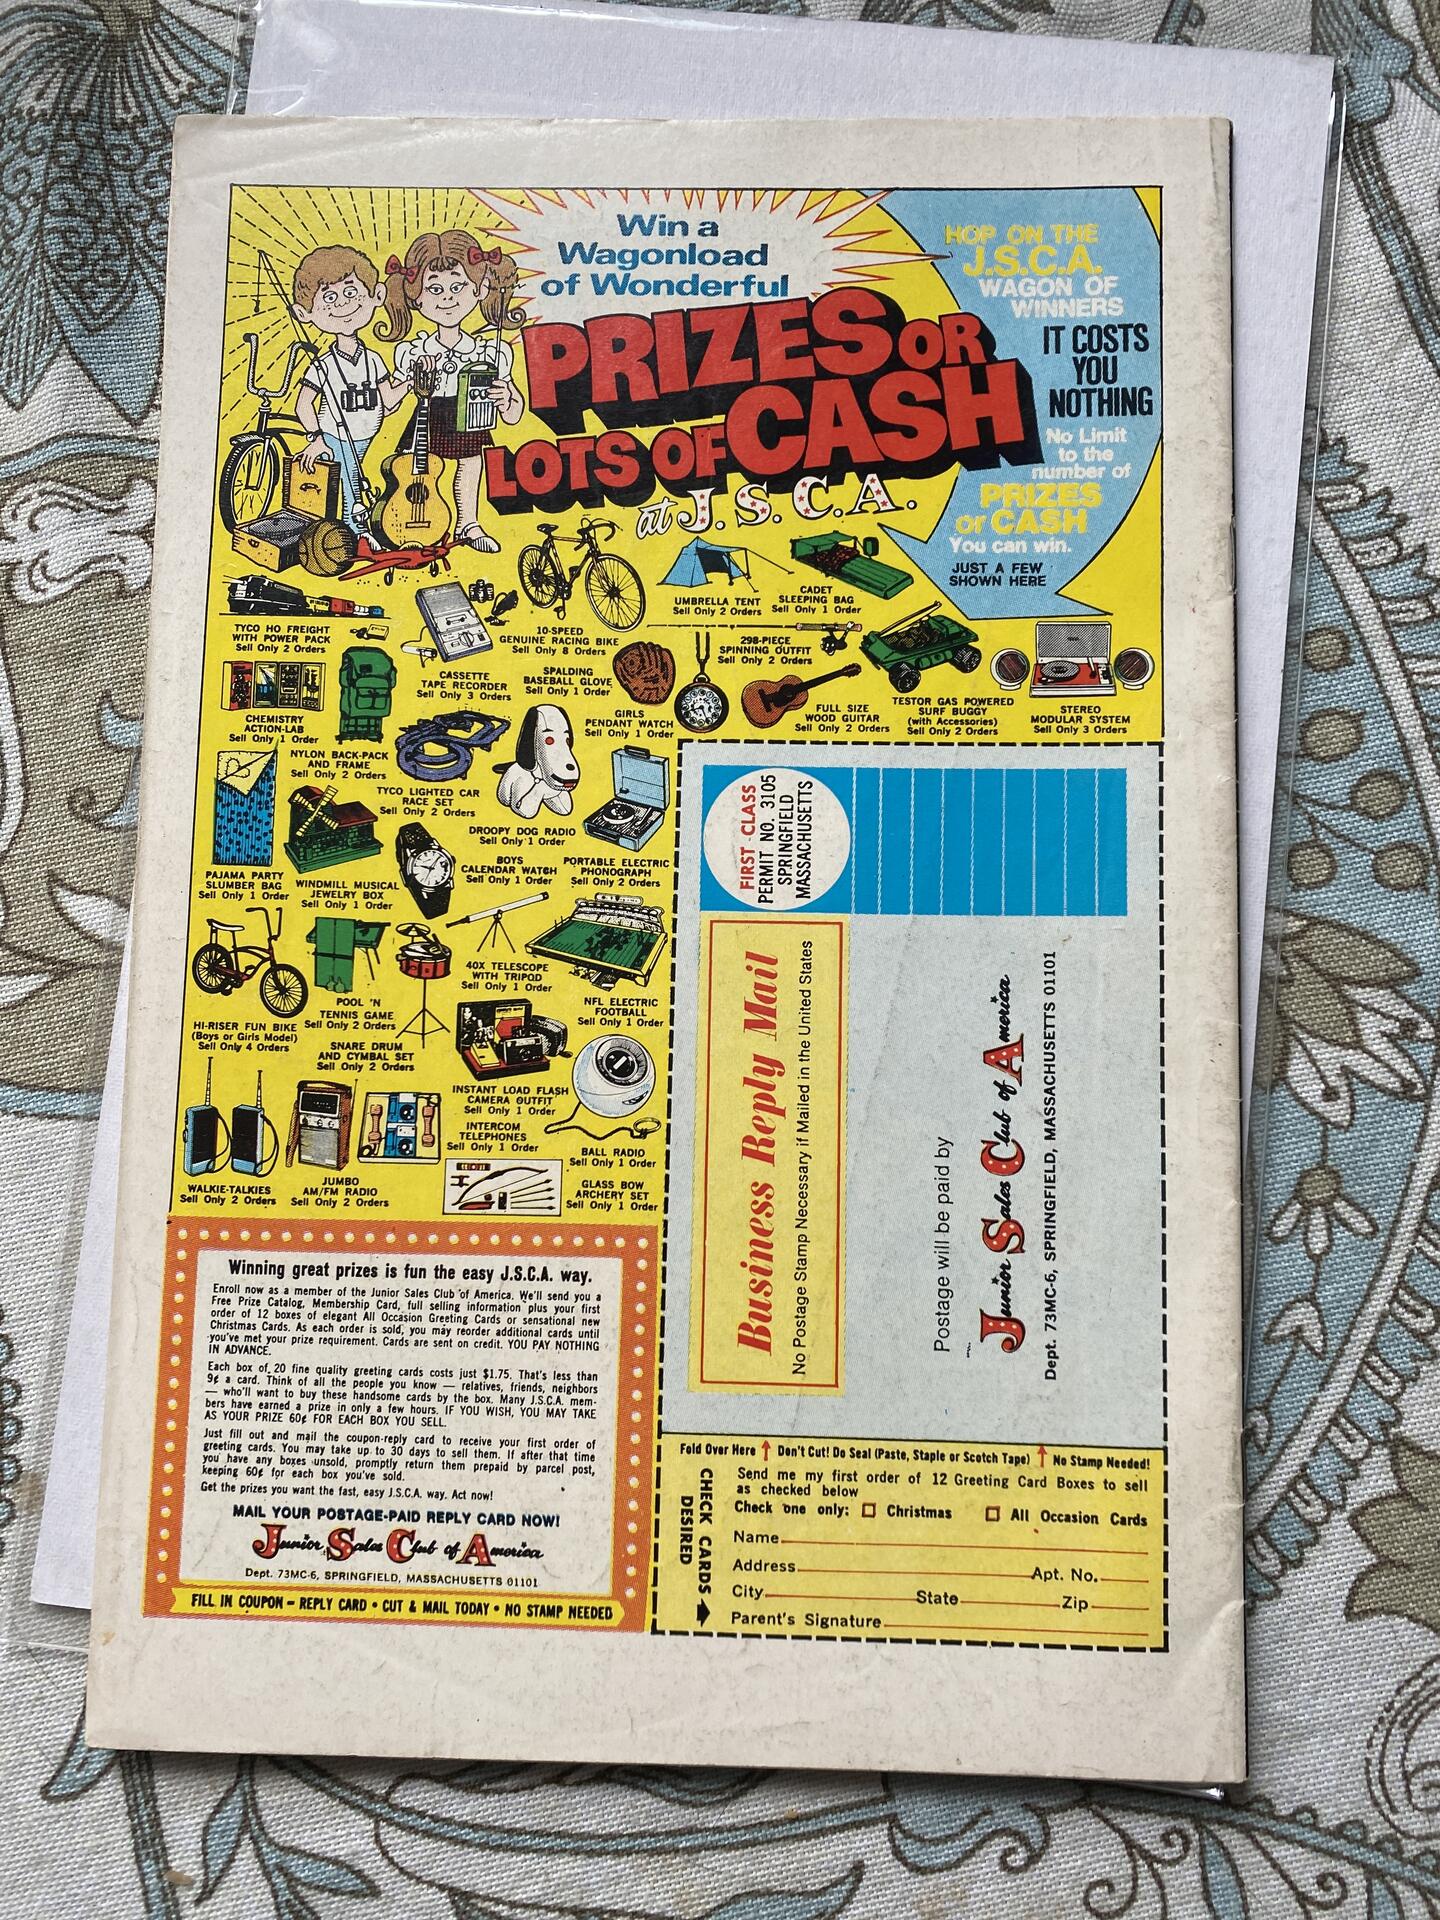 Win a
Wagonload
of Wonderful
PRIZES OR
LOTS OF CASH
at J.S.C.A.
HOP ON THE
J.S.C.A.
WAGON OF
WINNERS
IT COSTS
YOU
NOTHING
No Limit
to the
number of
PRIZES
or CASH
You can win.
JUST A FEW
SHOWN HERE
TYCO HO FREIGHT
WITH POWER PACK
Sell Only 2 Orders
CASSETTE
TAPE RECORDER
Sell Only 3 Orders
10-SPEED
GENUINE RACING BIKE
Sell Only 8 Orders
UMBRELLA TENT
Sell Only 2 Orders
CADET
SLEEPING BAG
Sell Only 1 Order
298-PIECE
SPINNING OUTFIT
Sell Only 2 Orders
SPALDING
BASEBALL GLOVE
Sell Only 1 Order
GIRLS
PENDANT WATCH
Sell Only 1 Order
FULL SIZE
WOOD GUITAR
Sell Only 2 Orders
TESTOR GAS POWERED
SURF BUGGY
(with Accessories)
Sell Only 2 Orders
STEREO
MODULAR SYSTEM
Sell Only 3 Orders
CHEMISTRY
ACTION-LAB
Sell Only 1 Order
NYLON BACK-PACK
AND FRAME
Sell Only 2 Orders
TYCO LIGHTED CAR
RACE SET
Sell Only 2 Orders
DROOPY DOG RADIO
Sell Only 1 Order
PORTABLE ELECTRIC
PHONOGRAPH
Sell Only 2 Orders
PAJAMA PARTY
SLUMBER BAG
Sell Only 1 Order
WINDMILL MUSICAL
JEWELRY BOX
Sell Only 1 Order
BOYS
CALENDAR WATCH
Sell Only 1 Order
40X TELESCOPE
WITH TRIPOD
Sell Only 1 Order
NFL ELECTRIC
FOOTBALL
Sell Only 1 Order
HI-RISER FUN BIKE
(Boys or Girls Model)
Sell Only 4 Orders
POOL 'N
TENNIS GAME
Sell Only 2 Orders
SNARE DRUM
AND CYMBAL SET
Sell Only 2 Orders
INSTANT LOAD FLASH
CAMERA OUTFIT
Sell Only 1 Order
INTERCOM
TELEPHONES
Sell Only 1 Order
BALL RADIO
Sell Only 1 Order
WALKIE-TALKIES
Sell Only 2 Orders
JUMBO
AM/FM RADIO
Sell Only 2 Orders
GLASS BOW
ARCHERY SET
Sell Only 1 Order
Winning great prizes is fun the easy J.S.C.A. way.
Enroll now as a member of the Junior Sales Club of America. We'll send you a
Free Prize Catalog, Membership Card, full selling information plus your first
order of 12 boxes of elegant All Occasion Greeting Cards or sensational new
Christmas Cards. As each order is sold, you may reorder additional cards until
you've met your prize requirement. Cards are sent on credit. YOU PAY NOTHING
IN ADVANCE.
Each box of 20 fine quality greeting cards costs just $1.75. That's less than
9¢ a card. Think of all the people you know — relatives, friends, neighbors
— who'll want to buy these handsome cards by the box. Many J.S.C.A. mem-
bers have earned a prize in only a few hours. IF YOU WISH, YOU MAY TAKE
AS YOUR PRIZE 60¢ FOR EACH BOX YOU SELL.
Just fill out and mail the coupon-reply card to receive your first order of
greeting cards. You may take up to 30 days to sell them. If after that time
you have any boxes unsold, promptly return them prepaid by parcel post,
keeping 60¢ for each box you've sold.
Get the prizes you want the fast, easy J.S.C.A. way. Act now!
MAIL YOUR POSTAGE-PAID REPLY CARD NOW!
Junior Sales Club of America
Dept. 73MC-6, SPRINGFIELD, MASSACHUSETTS 01101
FILL IN COUPON – REPLY CARD • CUT & MAIL TODAY • NO STAMP NEEDED
FIRST CLASS
PERMIT NO. 3105
SPRINGFIELD
MASSACHUSETTS
Business Reply Mail
No Postage Stamp Necessary if Mailed in the United States
Postage will be paid by
Junior Sales Club of America
Dept. 73MC-6, SPRINGFIELD, MASSACHUSETTS 01101
Fold Over Here ↑ Don't Cut! Do Seal (Paste, Staple or Scotch Tape) ↑ No Stamp Needed!
CHECK CARDS
DESIRED
Send me my first order of 12 Greeting Card Boxes to sell
as checked below
Check one only: ☐ Christmas ☐ All Occasion Cards
Name
Address Apt. No.
City State Zip
Parent's Signature